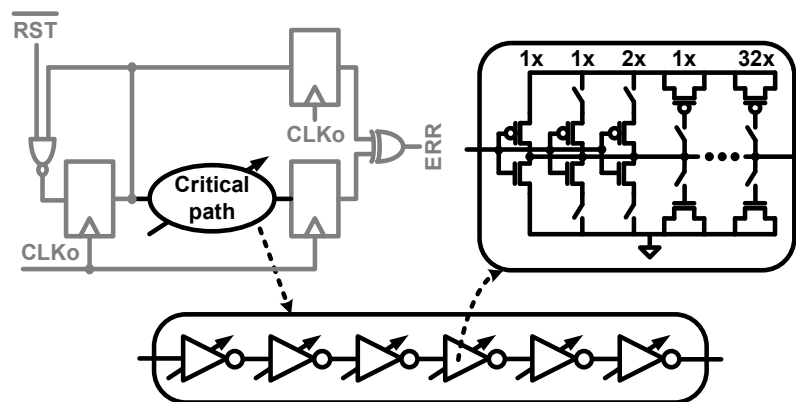 RST
1x 1x 2x 1x 32x
CLKo
ERR
Critical
path
CLKo